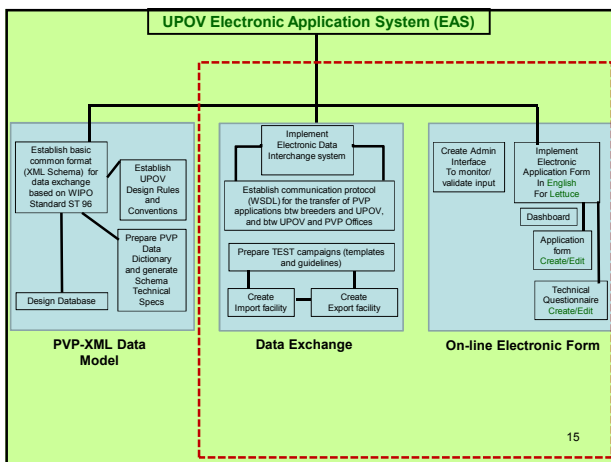 UPOV Electronic Application System (EAS)
Establish basic
common format
(XML Schema) for
data exchange
based on WIPO
Standard ST 96
Establish
UPOV
Design Rules and
Conventions
Prepare PVP
Data
Dictionary and
generate
Schema
Technical
Specs
Design Database
PVP-XML Data
Model
Implement
Electronic Data
Interchange system
Establish communication protocol
(WSDL) for the transfer of PVP
applications btw breeders and UPOV,
and btw UPOV and PVP Offices
Prepare TEST campaigns (templates
and guidelines)
Create
Import facility
Create
Export facility
Data Exchange
Create Admin
Interface
To monitor/
validate input
Implement
Electronic
Application Form
In English
For Lettuce
Dashboard
Application
form
Create/Edit
Technical
Questionnaire
Create/Edit
On-line Electronic Form
15